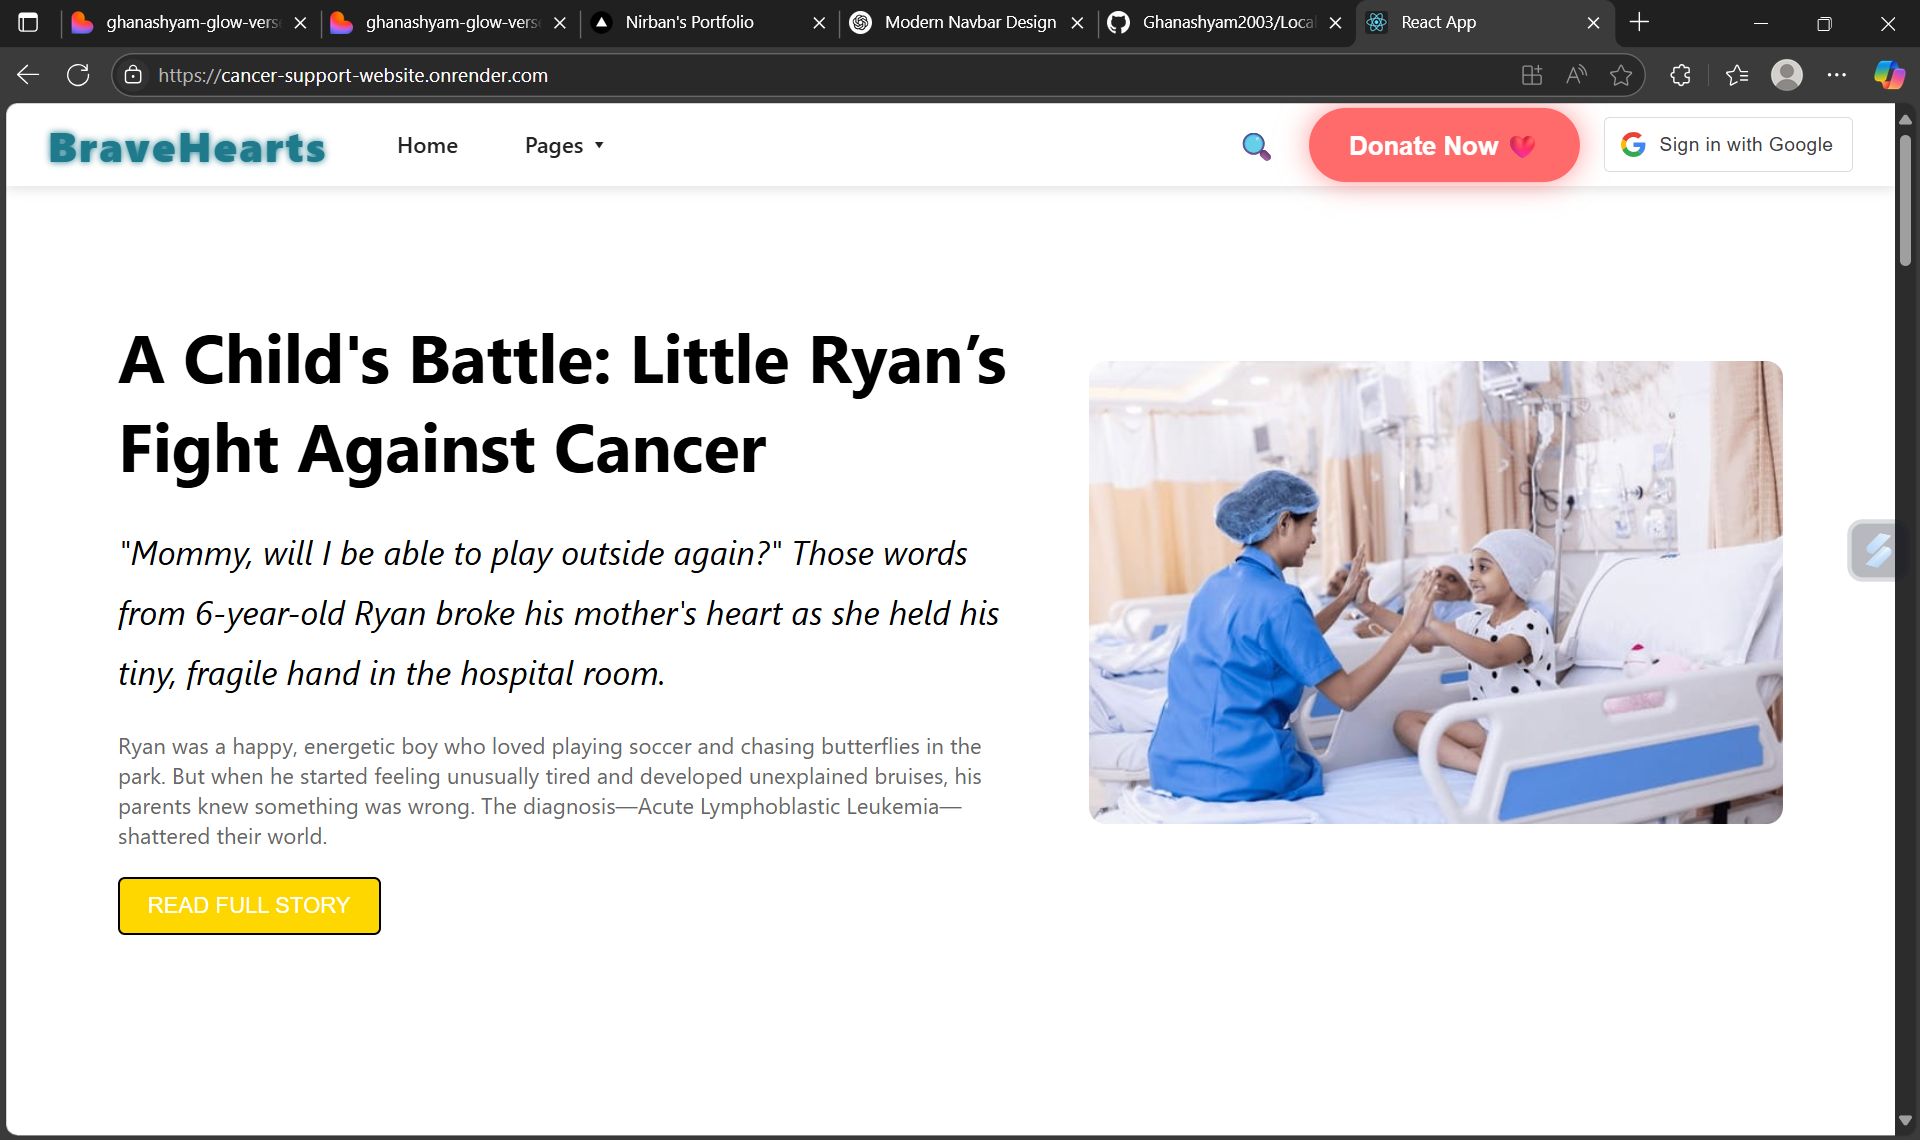 ghanashyam-glow-vers
ghanashyam-glow-vers
Nirban's Portfolio
Modern Navbar Design
Ghanashyam2003/Loca
React App
https://cancer-support-website.onrender.com
BraveHearts
Home
Pages
Donate Now
Sign in with Google
A Child's Battle: Little Ryan’s
Fight Against Cancer
"Mommy, will I be able to play outside again?" Those words
from 6-year-old Ryan broke his mother's heart as she held his
tiny, fragile hand in the hospital room.
Ryan was a happy, energetic boy who loved playing soccer and chasing butterflies in the
park. But when he started feeling unusually tired and developed unexplained bruises, his
parents knew something was wrong. The diagnosis—Acute Lymphoblastic Leukemia—
shattered their world.
READ FULL STORY